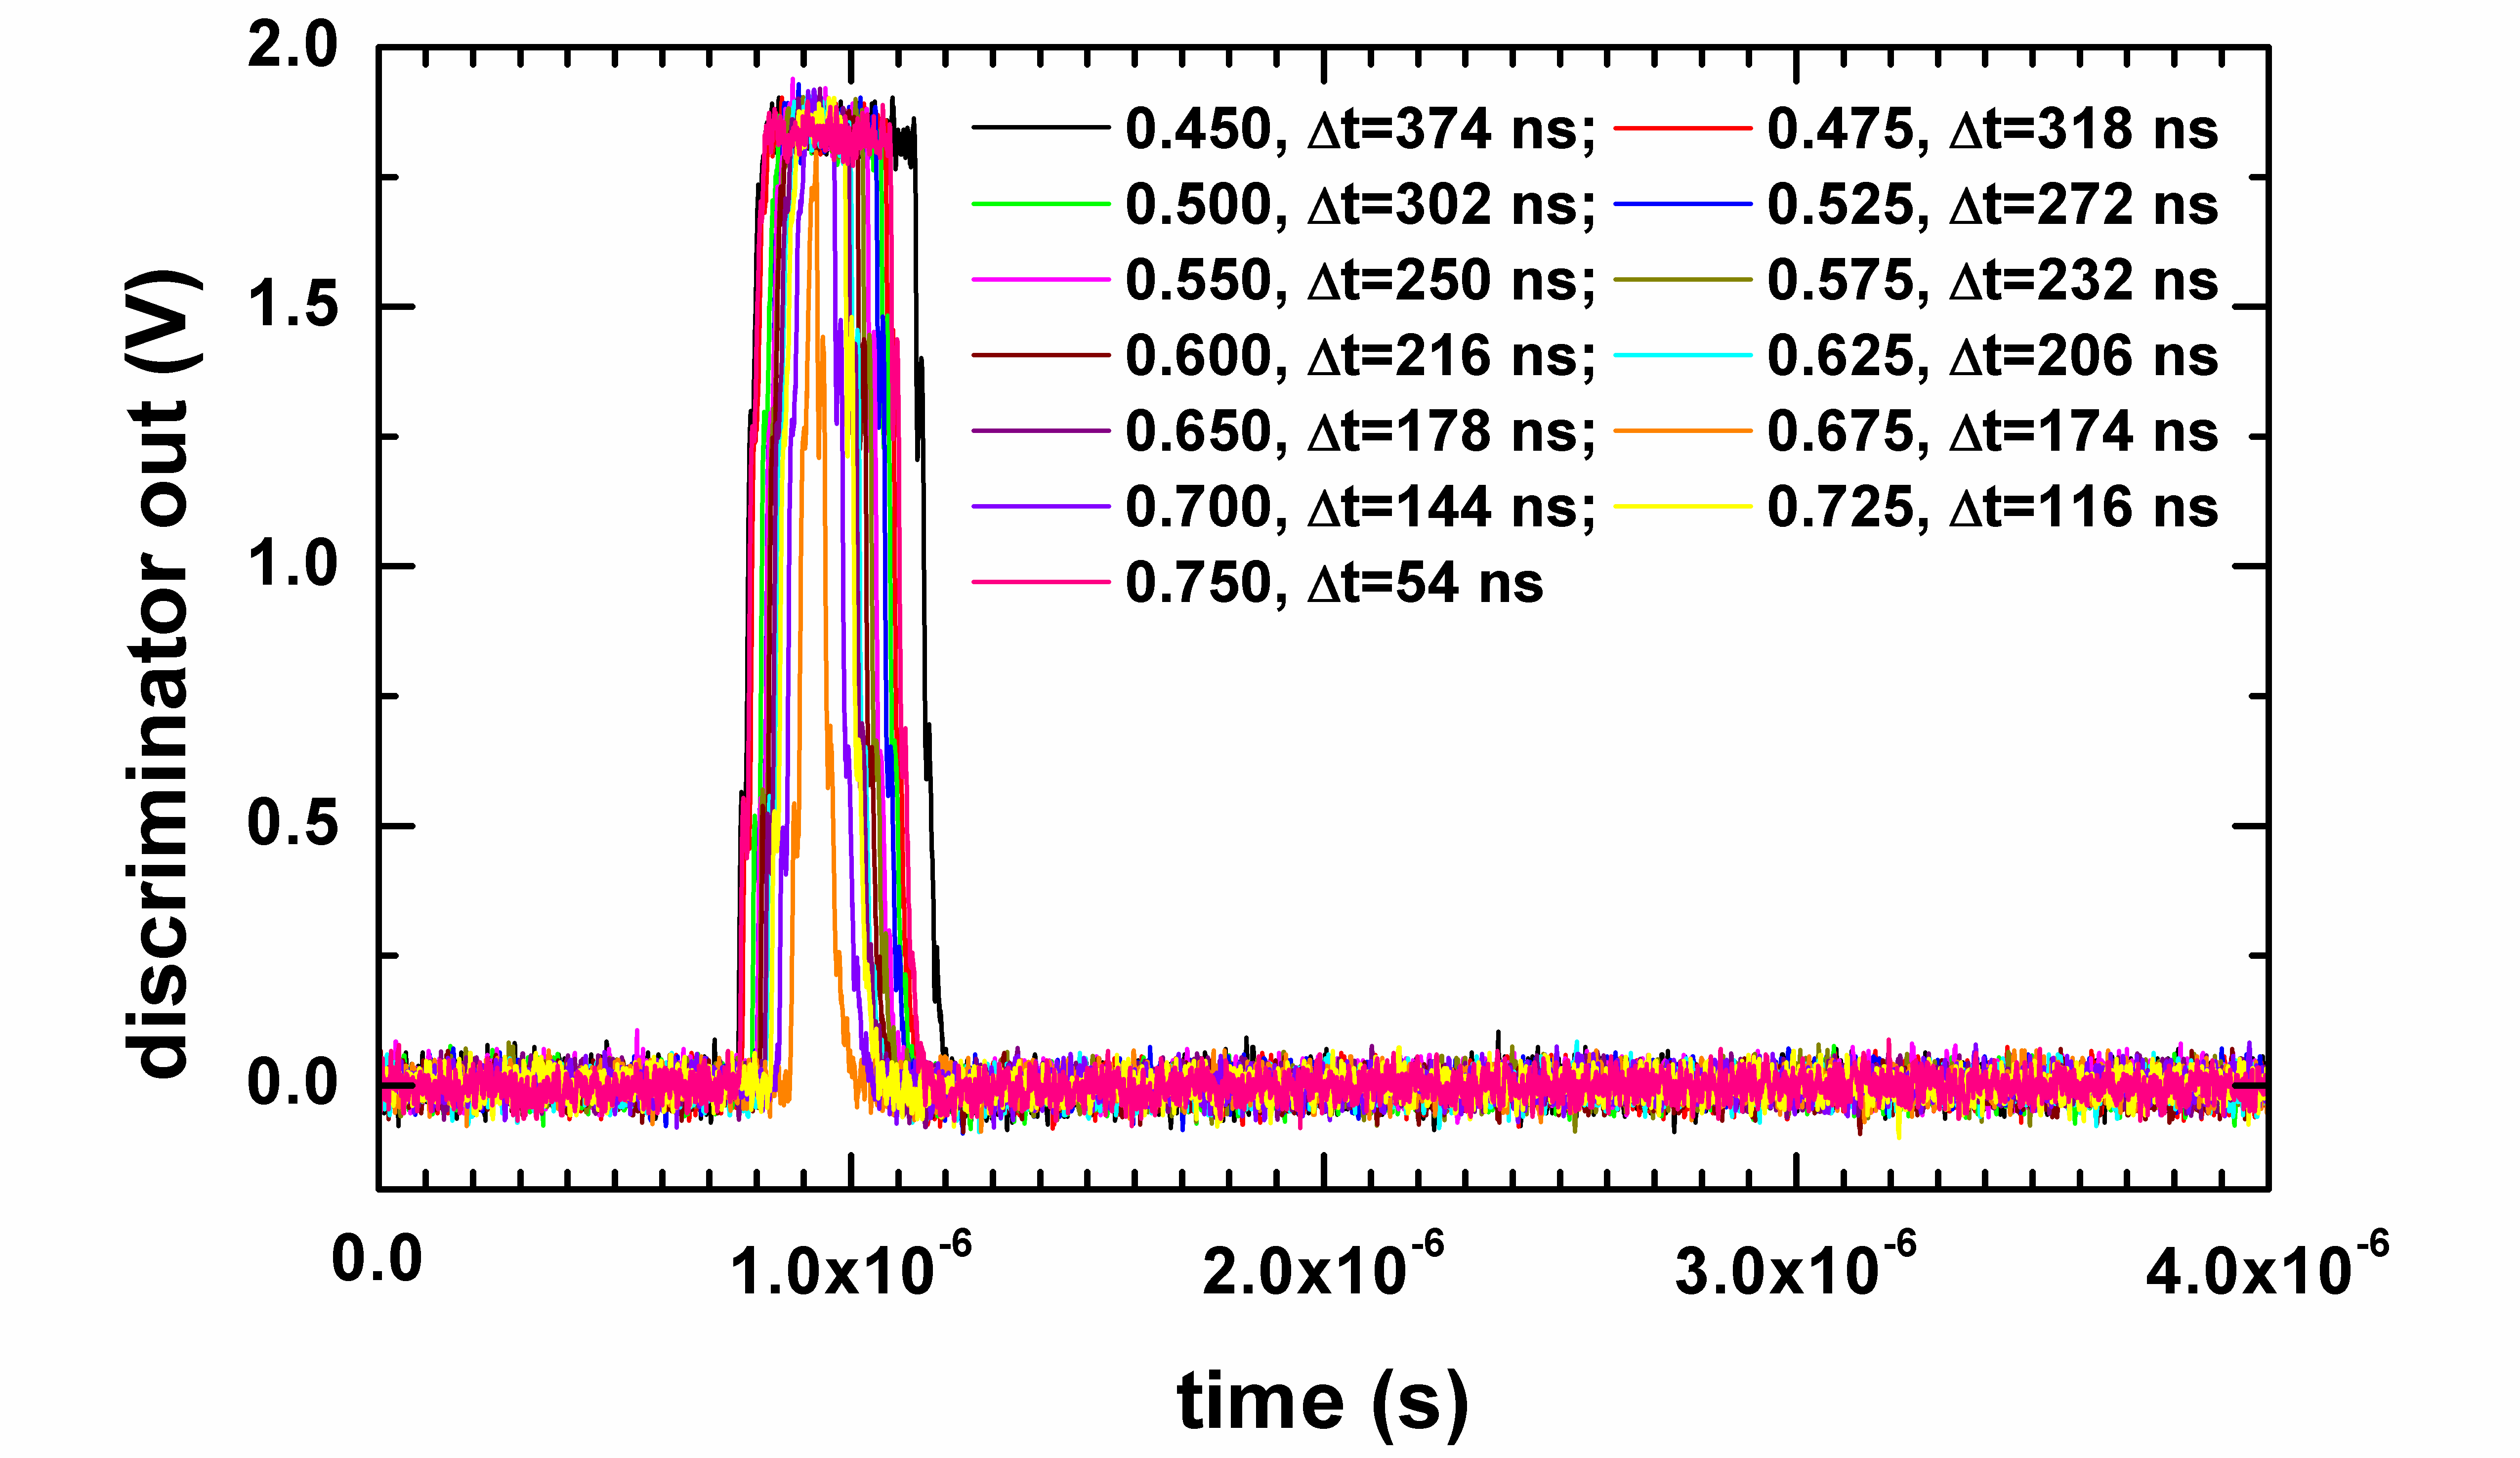 2.0
1.5
1.0
0.5
0.0
discriminator out (V)
0.450, Δt=374 ns; 0.475, Δt=318 ns
0.500, Δt=302 ns; 0.525, Δt=272 ns
0.550, Δt=250 ns; 0.575, Δt=232 ns
0.600, Δt=216 ns; 0.625, Δt=206 ns
0.650, Δt=178 ns; 0.675, Δt=174 ns
0.700, Δt=144 ns; 0.725, Δt=116 ns
0.750, Δt=54 ns
0.0 1.0x10⁻⁶ 2.0x10⁻⁶ 3.0x10⁻⁶ 4.0x10⁻⁶
time (s)